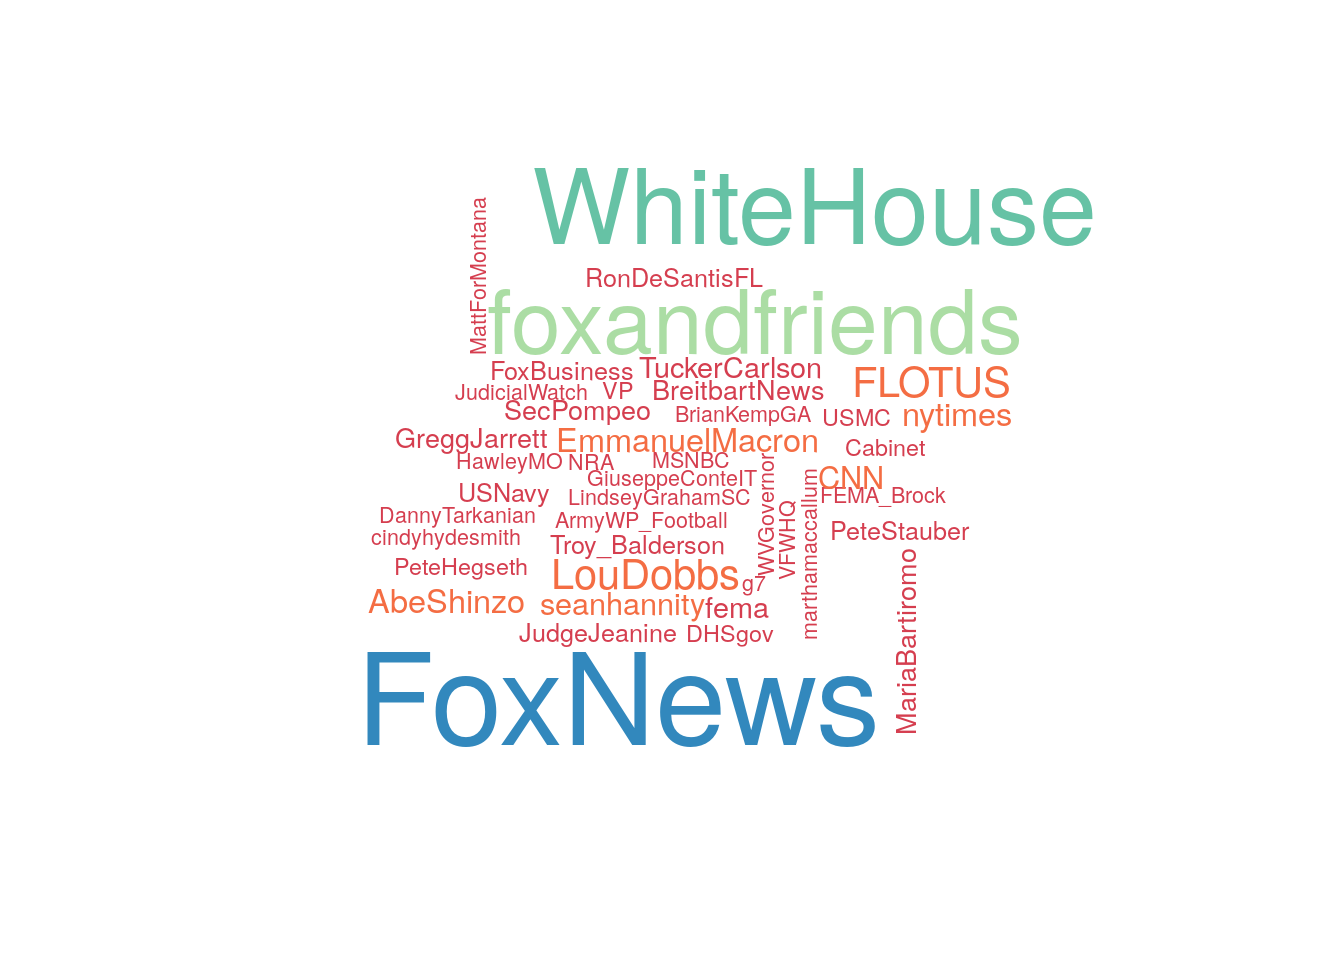 WhiteHouse
MattForMontana
RonDeSantisFL
foxandfriends
FoxBusiness
TuckerCarlson
FLOTUS
JudicialWatch
VP
BreitbartNews
SecPompeo
BrianKempGA
USMC
nytimes
GreggJarrett
EmmanuelMacron
Cabinet
HawleyMO
NRA
MSNBC
GiuseppeConteIT
CNN
USNavy
LindseyGrahamSC
WVGovernor
VFWHQ
marthamaccallum
FEMA_Brock
DannyTarkanian
ArmyWP_Football
PeteStauber
cindyhydesmith
Troy_Balderson
PeteHegseth
LouDobbs
g7
MariaBartiromo
AbeShinzo
seanhannity
fema
JudgeJeanine
DHSgov
FoxNews